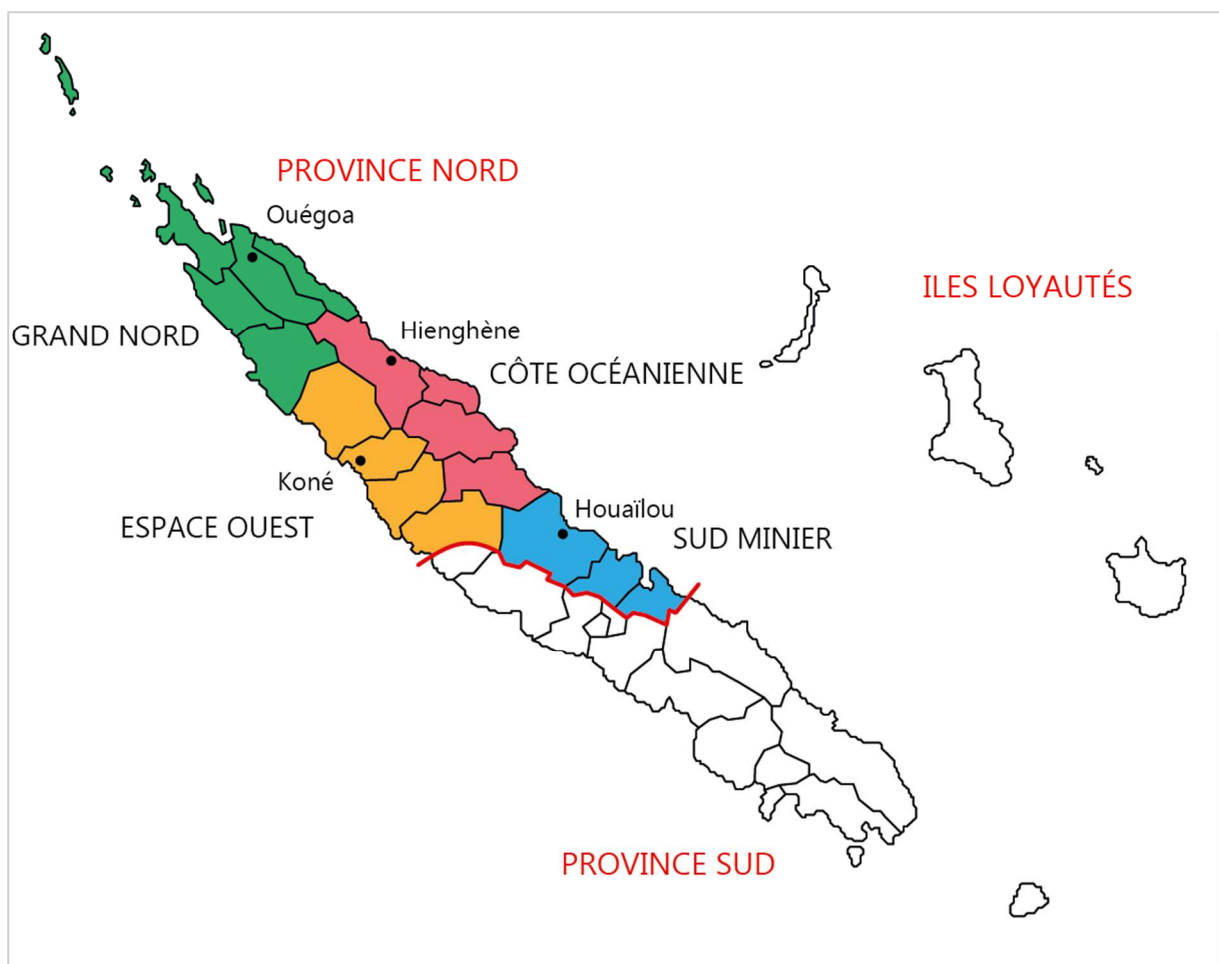 PROVINCE NORD
Ouégoa
ILES LOYAUTÉS
GRAND NORD
Hienghène
CÔTE OCÉANIENNE
Koné
Houaïlou
ESPACE OUEST
SUD MINIER
PROVINCE SUD